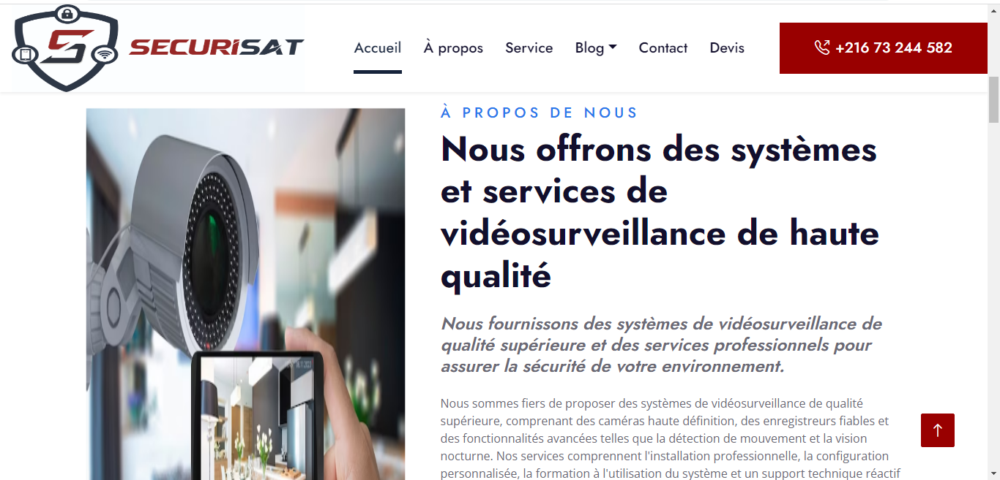 SECURISAT
Accueil
À propos
Service
Blog
Contact
Devis
+216 73 244 582
À PROPOS DE NOUS
Nous offrons des systèmes
et services de
vidéosurveillance de haute
qualité
Nous fournissons des systèmes de vidéosurveillance de
qualité supérieure et des services professionnels pour
assurer la sécurité de votre environnement.
Nous sommes fiers de proposer des systèmes de vidéosurveillance de qualité
supérieure, comprenant des caméras haute définition, des enregistreurs fiables et
des fonctionnalités avancées telles que la détection de mouvement et la vision
nocturne. Nos services comprennent l'installation professionnelle, la configuration
personnalisée, la formation à l'utilisation du système et un support technique réactif